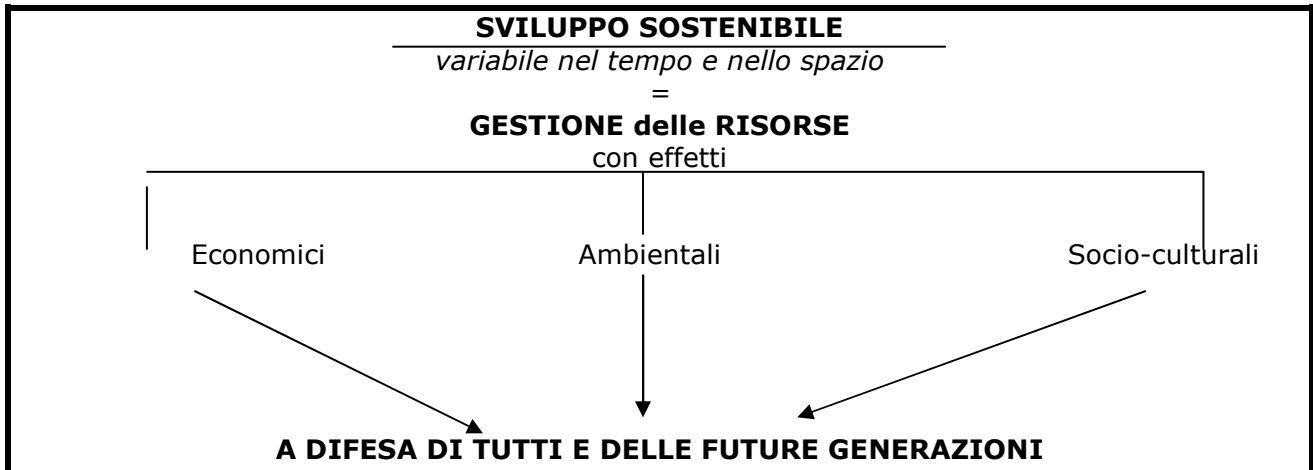 SVILUPPO SOSTENIBILE
variabile nel tempo e nello spazio
=
GESTIONE delle RISORSE
con effetti
Economici Ambientali Socio-culturali
A DIFESA DI TUTTI E DELLE FUTURE GENERAZIONI